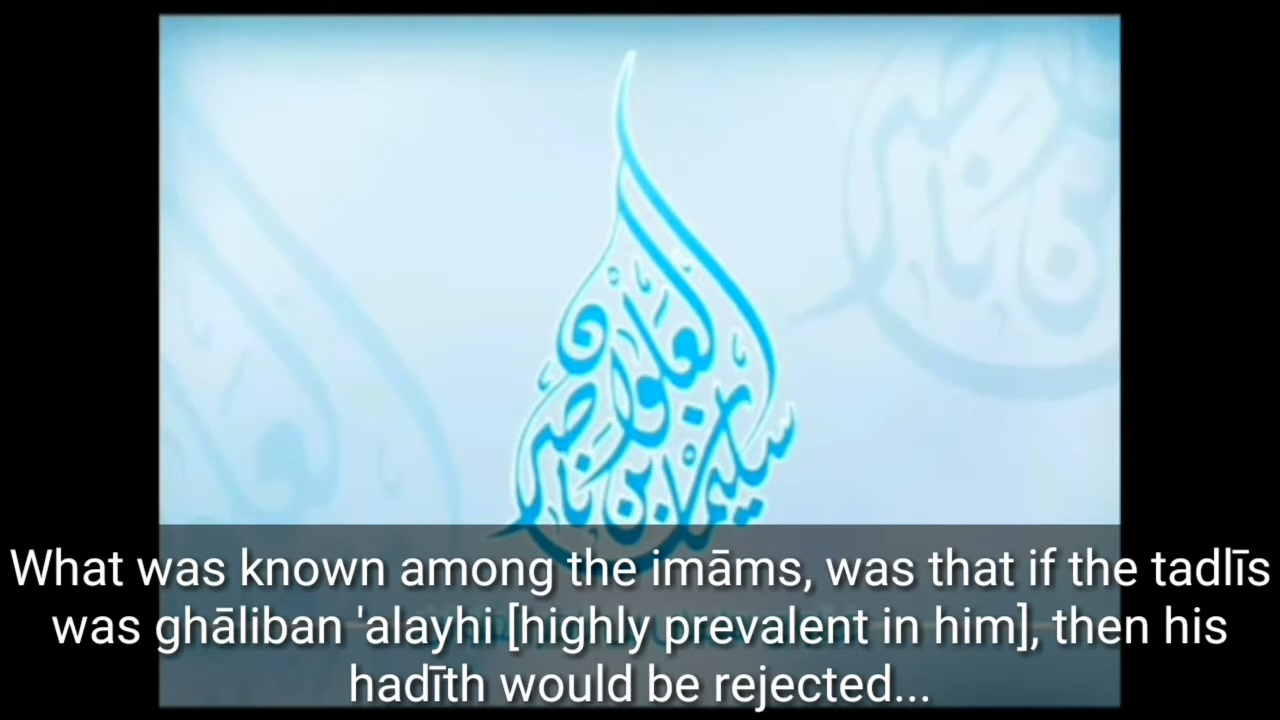 سليمان بن ناصر العلوان
What was known among the imāms, was that if the tadlīs
was ghāliban 'alayhi [highly prevalent in him], then his
hadīth would be rejected...